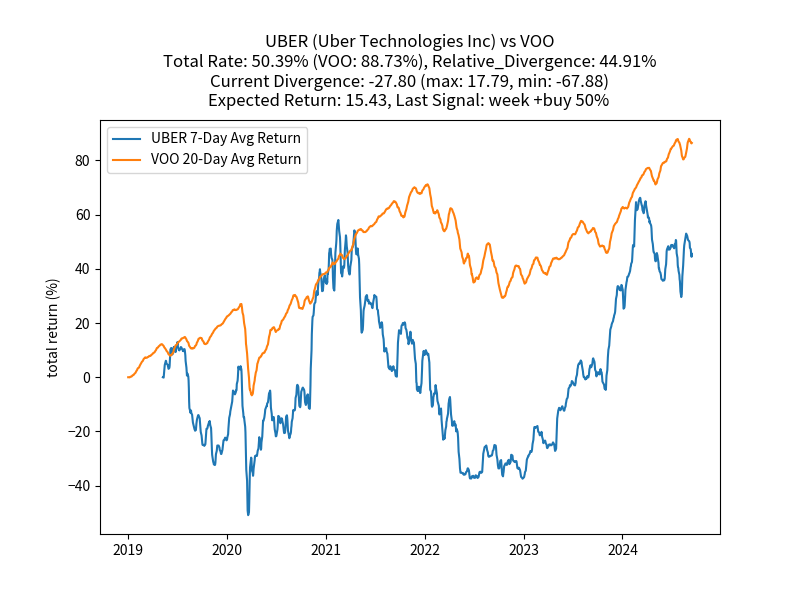 UBER (Uber Technologies Inc) vs VOO
Total Rate: 50.39% (VOO: 88.73%), Relative_Divergence: 44.91%
Current Divergence: -27.80 (max: 17.79, min: -67.88)
Expected Return: 15.43, Last Signal: week +buy 50%
UBER 7-Day Avg Return
VOO 20-Day Avg Return
total return (%)
80
60
40
20
0
−20
−40
2019 2020 2021 2022 2023 2024